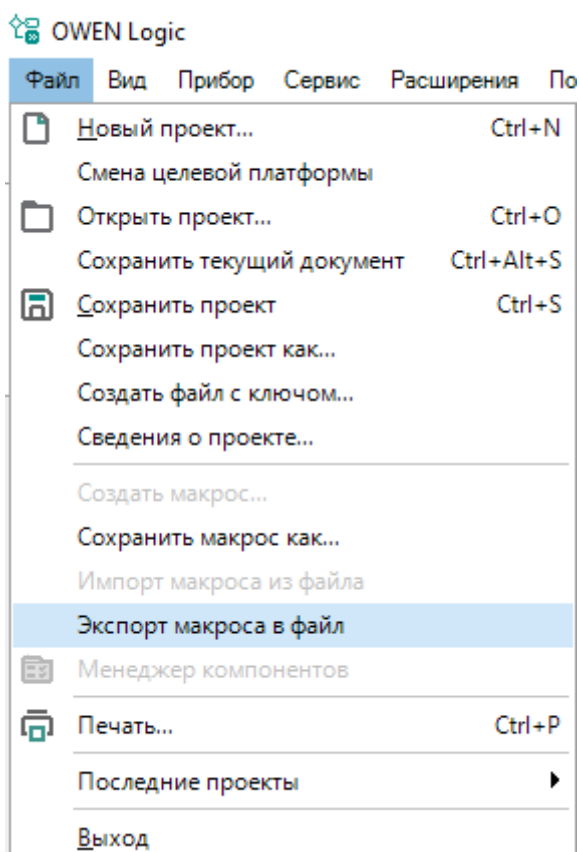 OWEN Logic
Файл Вид Прибор Сервис Расширения По
Новый проект... Ctrl+N
Смена целевой платформы
Открыть проект... Ctrl+O
Сохранить текущий документ Ctrl+Alt+S
Сохранить проект Ctrl+S
Сохранить проект как...
Создать файл с ключом...
Сведения о проекте...
Создать макрос...
Сохранить макрос как...
Импорт макроса из файла
Экспорт макроса в файл
Менеджер компонентов
Печать... Ctrl+P
Последние проекты
Выход